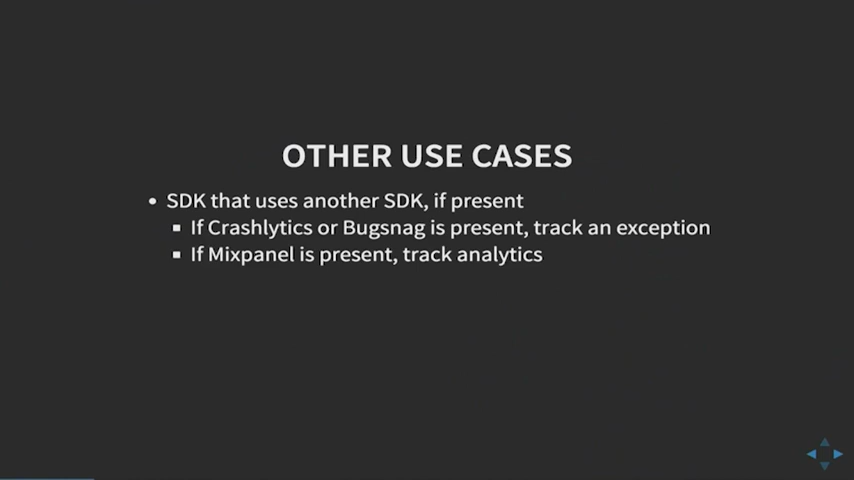 OTHER USE CASES
• SDK that uses another SDK, if present
▪ If Crashlytics or Bugsnag is present, track an exception
▪ If Mixpanel is present, track analytics